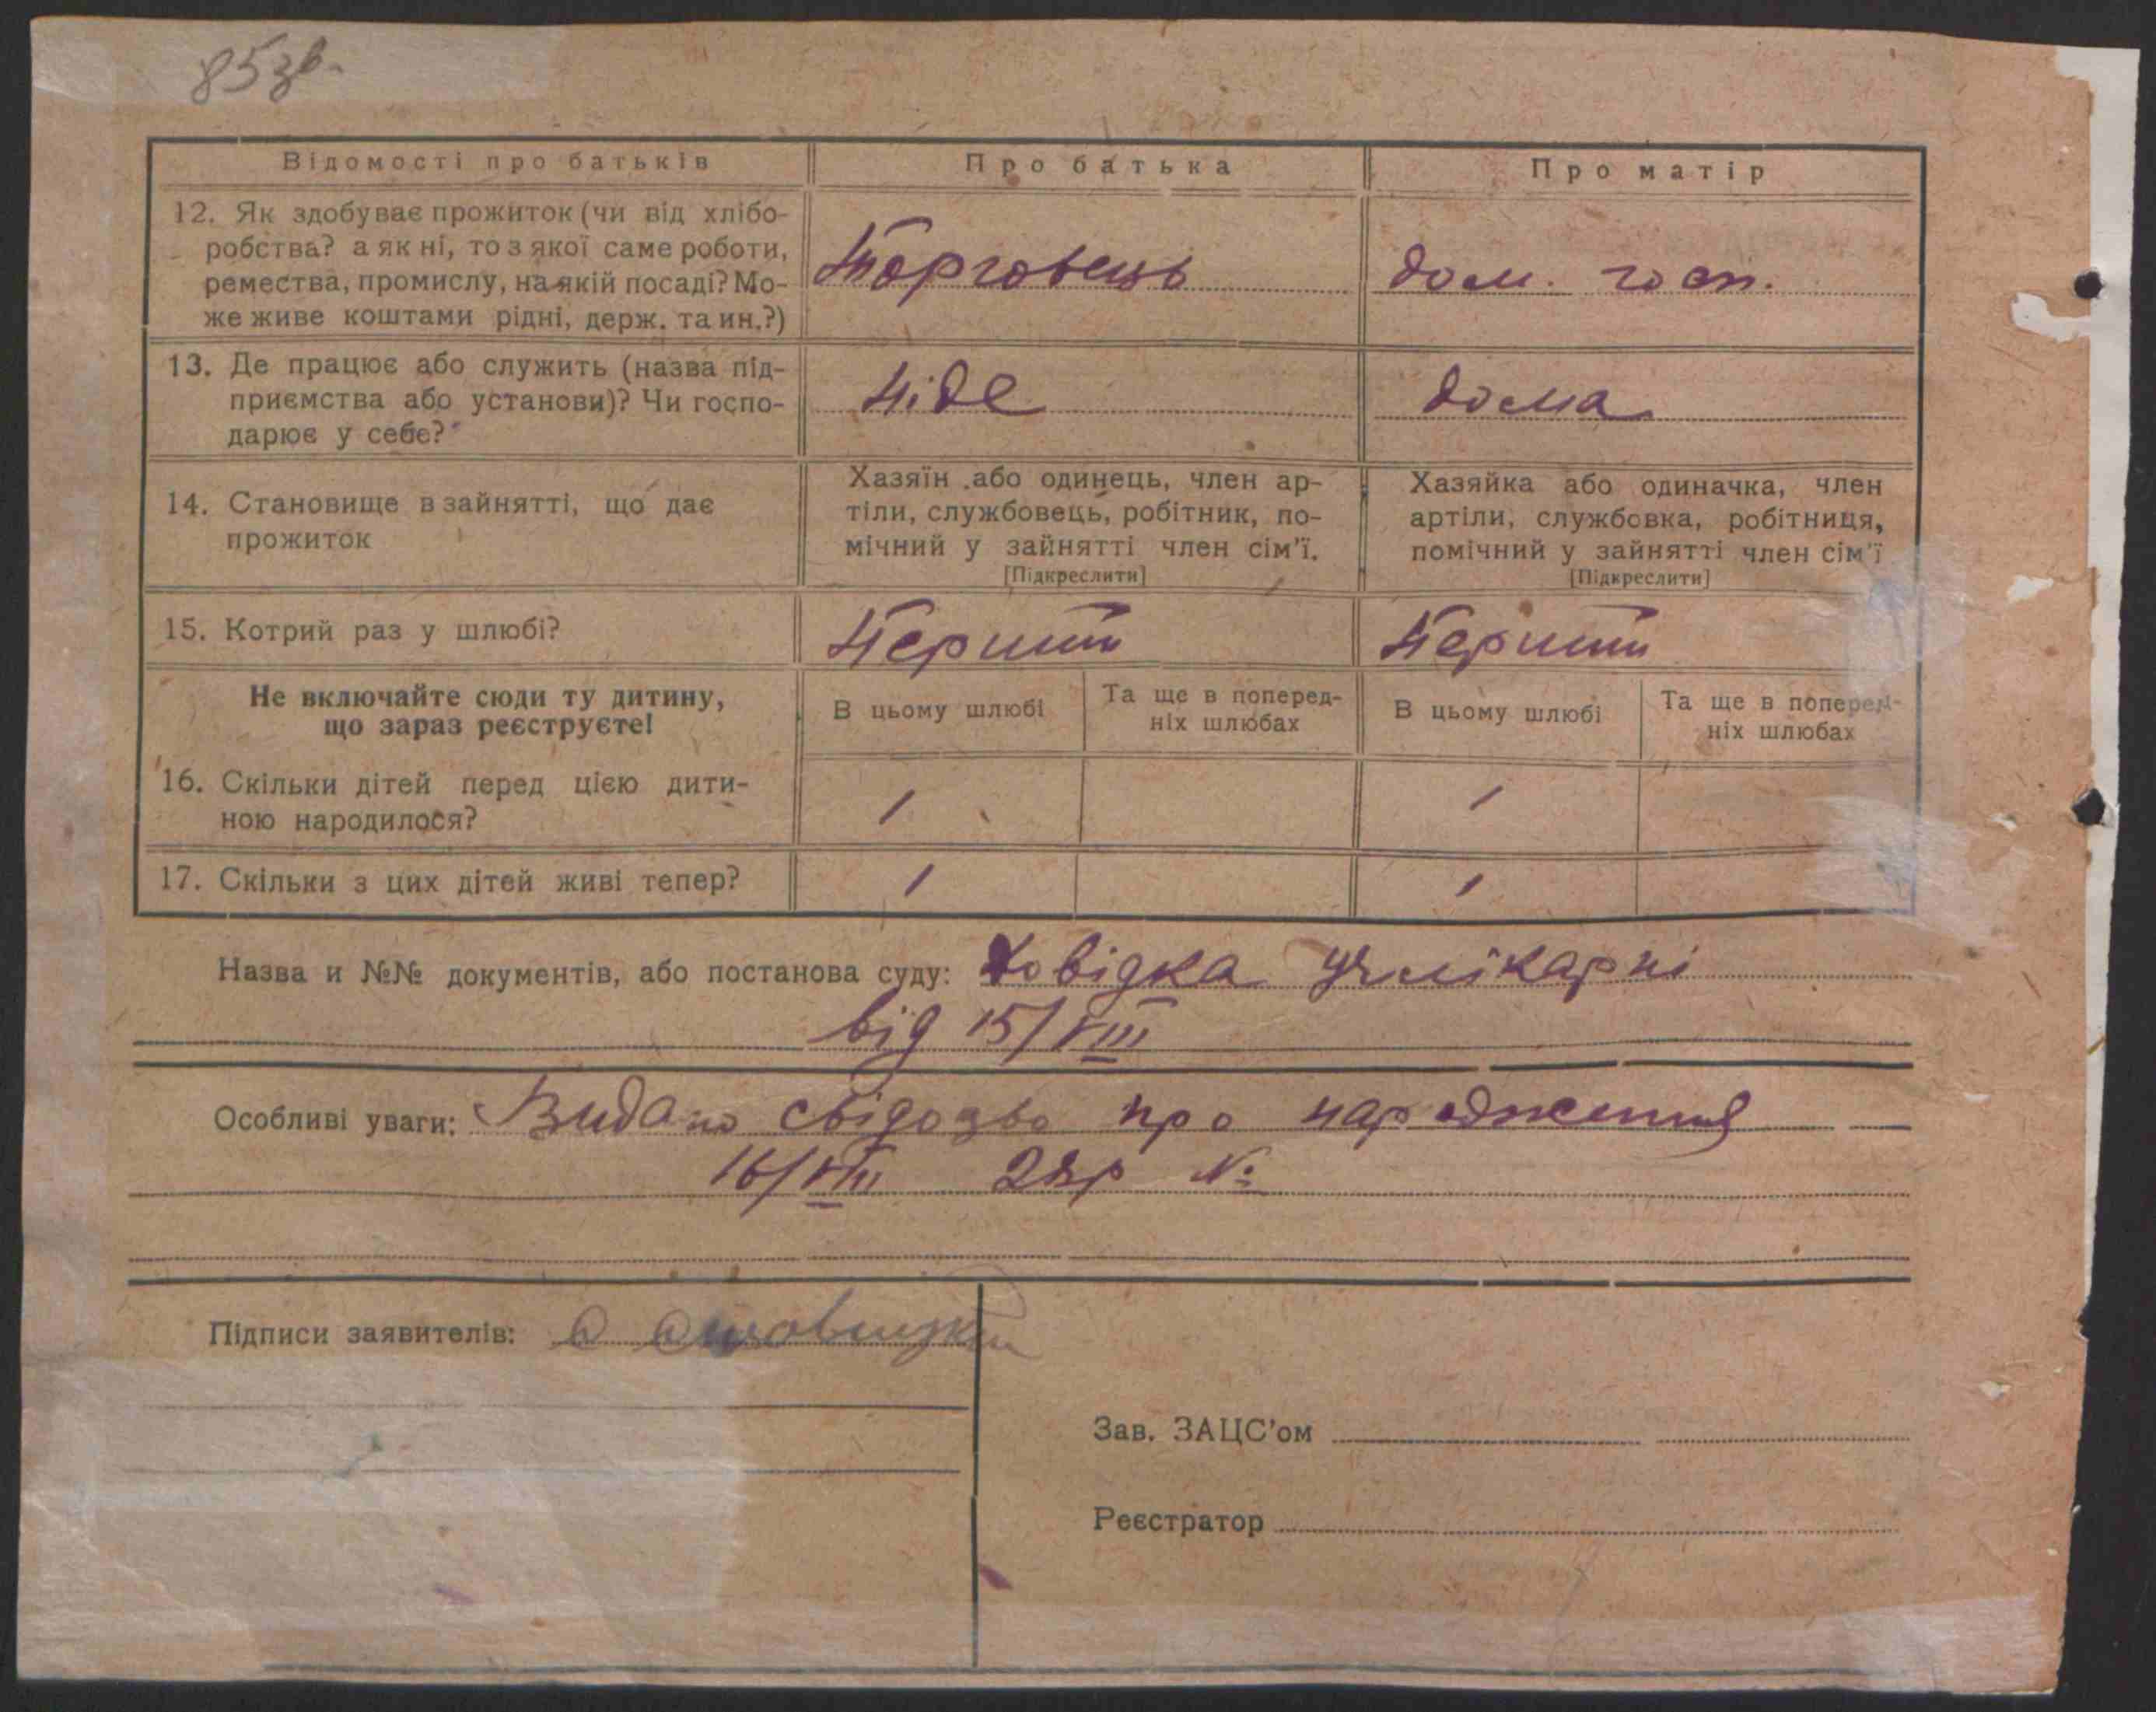 85 зв.
Відомості про батьків Про батька Про матір
12. Як здобуває прожиток (чи від хлібо-
робства? а як ні, то з якої саме роботи,
ремества, промислу, на якій посаді? Мо-
же живе коштами рідні, держ. та ин.?)
Торговець дом. госп.
13. Де працює або служить (назва під-
приємства або установи)? Чи госпо-
дарює у себе?
Ніде дома
14. Становище в зайнятті, що дає
прожиток
Хазяїн або одинець, член ар-
тіли, службовець, робітник, по-
мічний у зайнятті член сім'ї.
[Підкреслити]
Хазяйка або одиначка, член
артіли, службовка, робітниця,
помічний у зайнятті член сім'ї
[Підкреслити]
15. Котрий раз у шлюбі? Перший Перший
Не включайте сюди ту дитину,
що зараз реєструєте!
В цьому шлюбі Та ще в поперед-
ніх шлюбах
В цьому шлюбі Та ще в поперед-
ніх шлюбах
16. Скільки дітей перед цією дити-
ною народилося?
1 1
17. Скільки з цих дітей живі тепер? 1 1
Назва и №№ документів, або постанова суду: Довідка лікарні
від 15/VIII
Особливі уваги: Видано про народження
16/VIII №
Підписи заявителів:
Зав. ЗАЦС'ом
Реєстратор